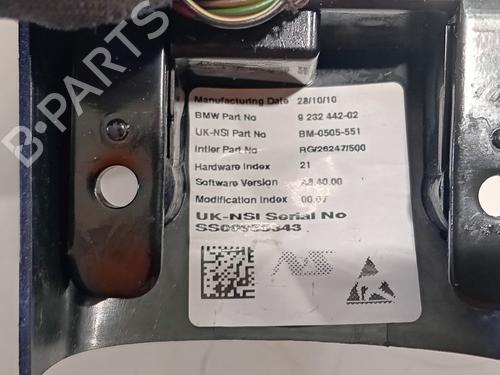 Manufacturing Date 28/10/10
BMW Part No 9 232 442-02
UK-NSI Part No BM-0505-551
Intier Part No RG/26247/500
Hardware Index 21
Software Version A8.40.00
Modification Index 00.07
UK-NSI Serial No
B-PARTS